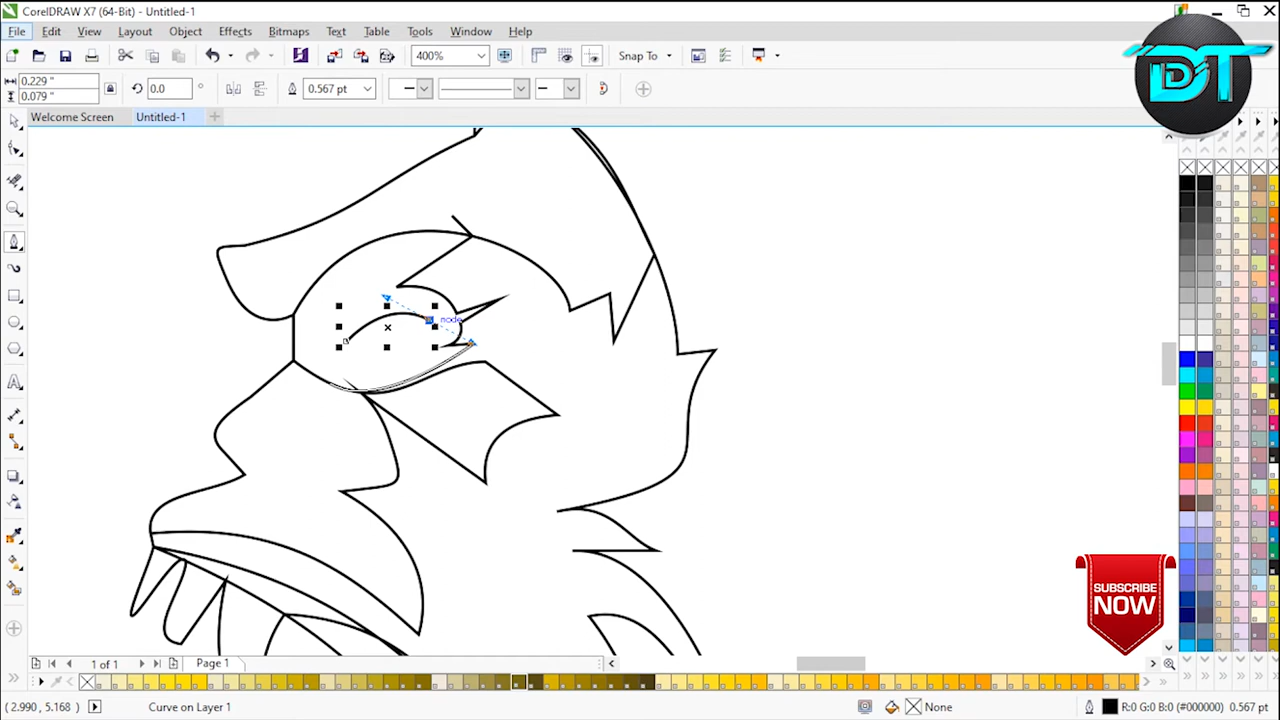 CorelDRAW X7 (64-Bit) - Untitled-1
File Edit View Layout Object Effects Bitmaps Text Table Tools Window Help
400% Snap To
0.229 "
0.079 "
0.0 ° 0.567 pt
Welcome Screen Untitled-1
DT
node
SUBSCRIBE
NOW
1 of 1 Page 1
(2.990, 5.168) Curve on Layer 1 None R:0 G:0 B:0 (#000000) 0.567 pt